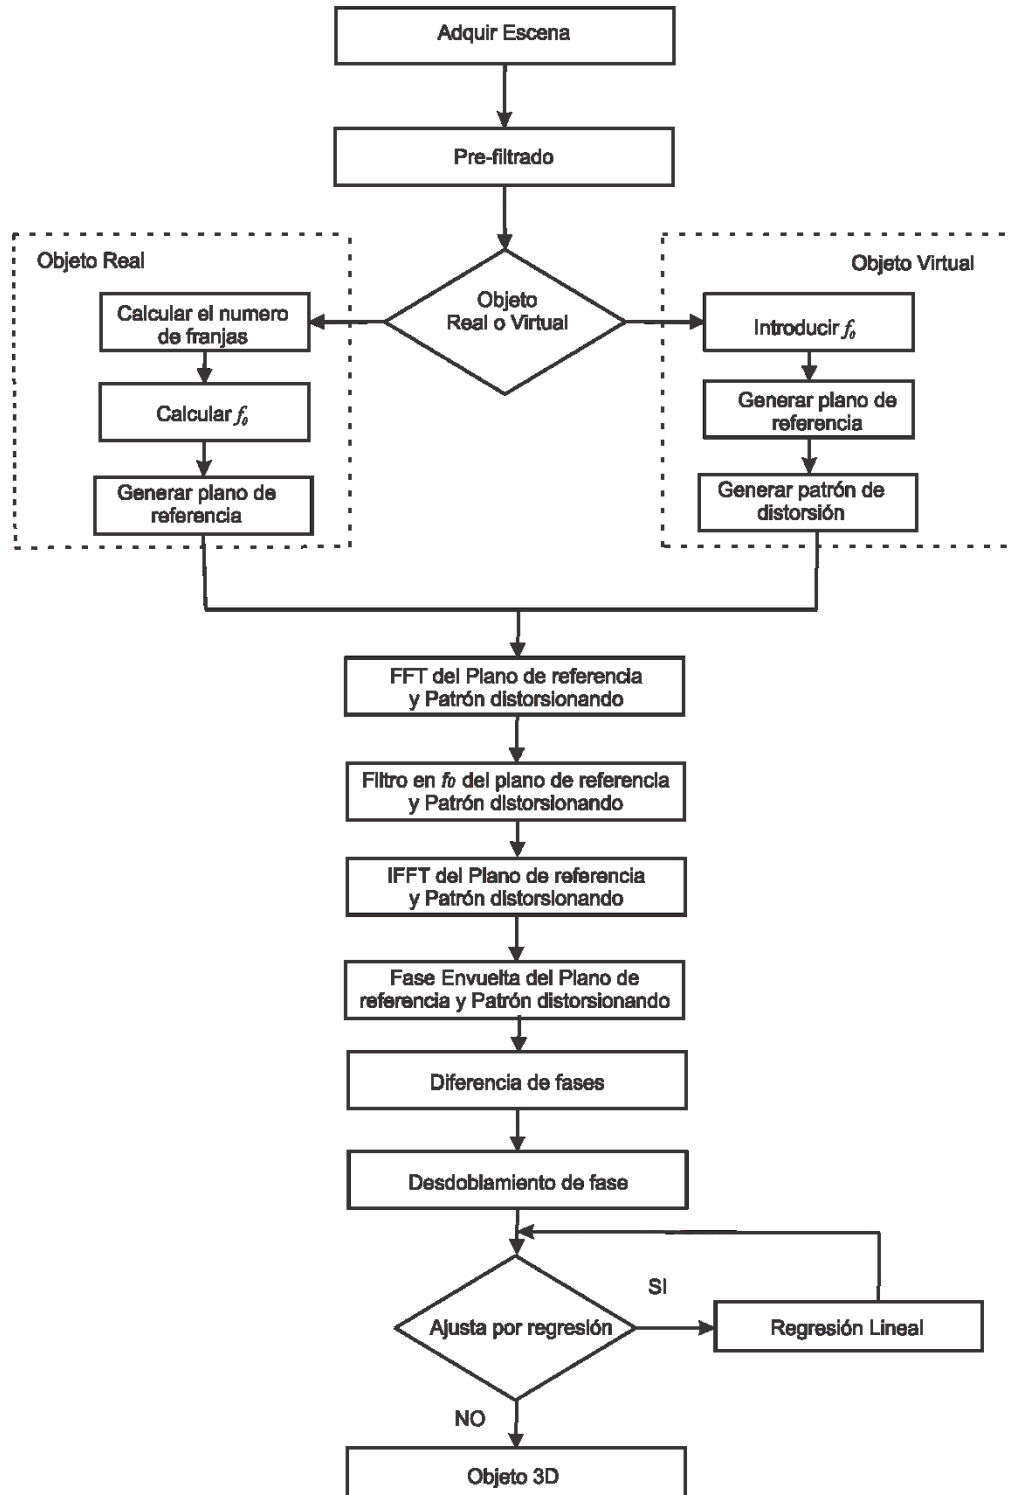 Adquir Escena
Pre-filtrado
Objeto Real
Objeto Virtual
Objeto
Real o Virtual
Calcular el numero
de franjas
Calcular f₀
Generar plano de
referencia
Introducir f₀
Generar plano de
referencia
Generar patrón de
distorsión
FFT del Plano de referencia
y Patrón distorsionando
Filtro en f₀ del plano de referencia
y Patrón distorsionando
IFFT del Plano de referencia
y Patrón distorsionando
Fase Envuelta del Plano de
referencia y Patrón distorsionando
Diferencia de fases
Desdoblamiento de fase
Ajusta por regresión
SI
Regresión Lineal
NO
Objeto 3D